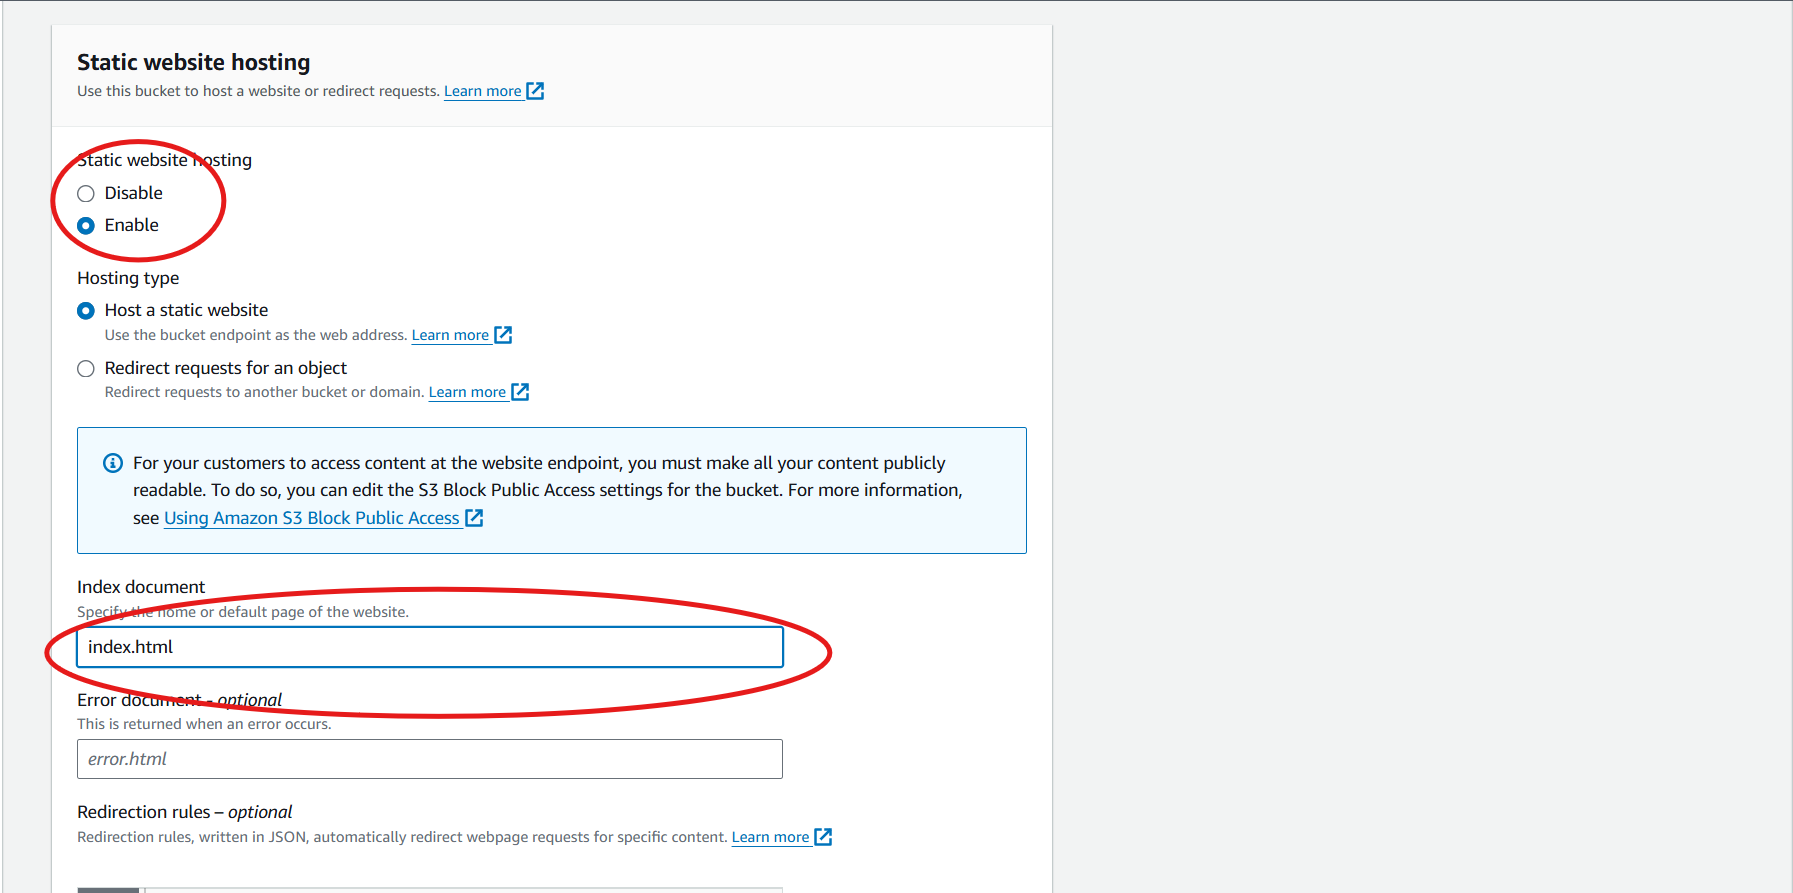 Static website hosting
Use this bucket to host a website or redirect requests. Learn more
Static website hosting
Disable
Enable
Hosting type
Host a static website
Use the bucket endpoint as the web address. Learn more
Redirect requests for an object
Redirect requests to another bucket or domain. Learn more
For your customers to access content at the website endpoint, you must make all your content publicly
readable. To do so, you can edit the S3 Block Public Access settings for the bucket. For more information,
see Using Amazon S3 Block Public Access
Index document
Specify the home or default page of the website.
index.html
Error document - optional
This is returned when an error occurs.
error.html
Redirection rules – optional
Redirection rules, written in JSON, automatically redirect webpage requests for specific content. Learn more